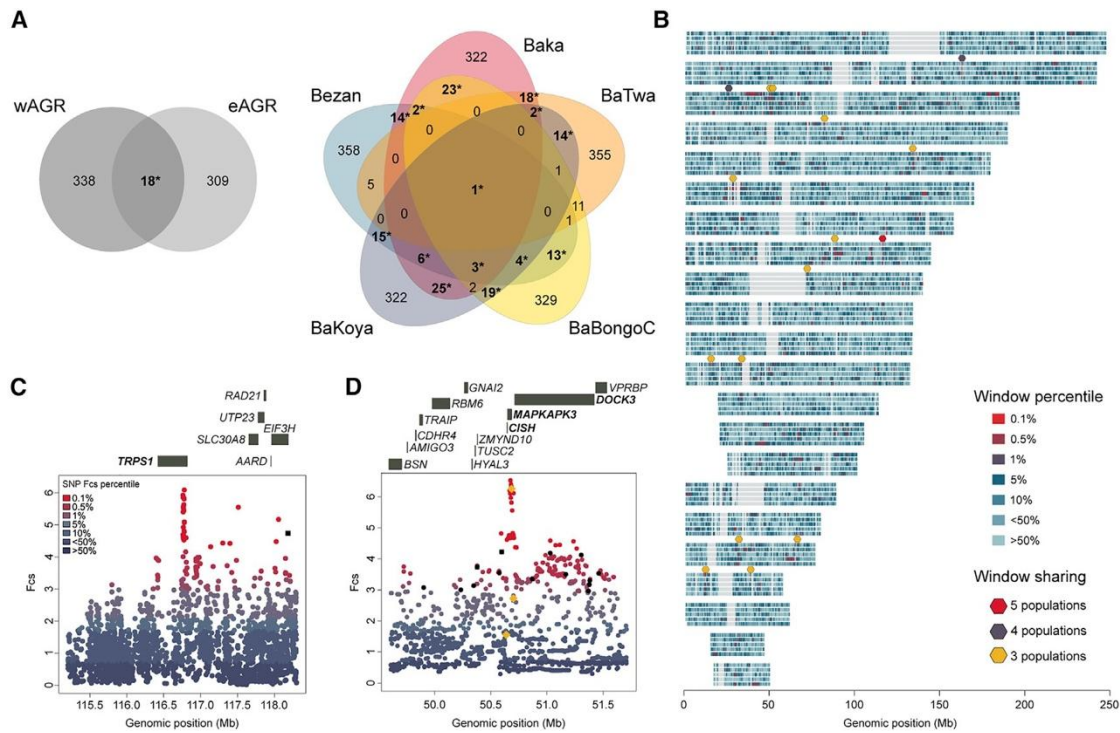 A
wAGR
eAGR
338
18*
309
Baka
322
Bezan
BaTwa
23*
18*
2*
2*
14*
0
14*
0
0
358
355
0
1
5
1*
11
0
0
0
1
15*
6*
4*
13*
3*
25*
2
19*
322
329
BaKoya
BaBongoC
B
Window percentile
0.1%
0.5%
1%
5%
10%
<50%
>50%
Window sharing
5 populations
4 populations
3 populations
0
50
100
150
200
250
Genomic position (Mb)
C
RAD21
UTP23
EIF3H
SLC30A8
TRPS1
AARD
SNP Fcs percentile
0.1%
0.5%
1%
5%
10%
<50%
>50%
Fcs
6
5
4
3
2
1
0
115.5
116.0
116.5
117.0
117.5
118.0
Genomic position (Mb)
D
GNAI2
VPRBP
RBM6
DOCK3
TRAIP
MAPKAPK3
CDHR4
CISH
AMIGO3
ZMYND10
TUSC2
BSN
HYAL3
Fcs
6
5
4
3
2
1
0
50.0
50.5
51.0
51.5
Genomic position (Mb)